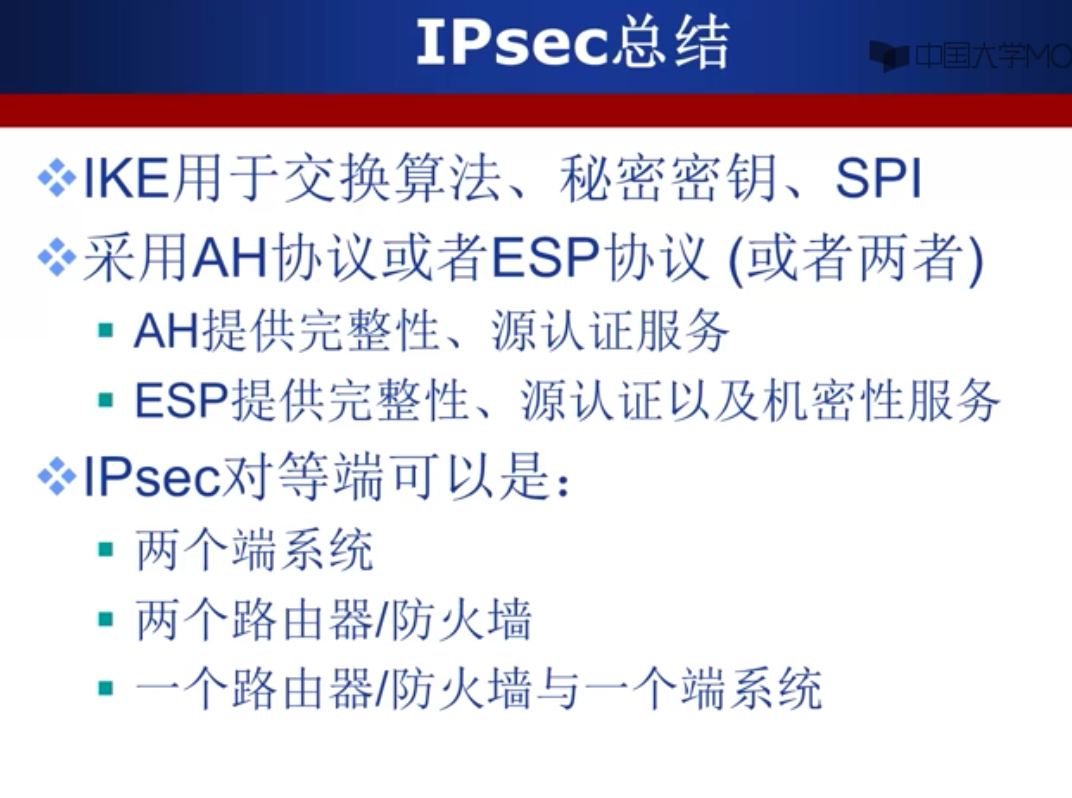 IPsec总结
中国大学MO
IKE用于交换算法、秘密密钥、SPI
采用AH协议或者ESP协议 (或者两者)
AH提供完整性、源认证服务
ESP提供完整性、源认证以及机密性服务
IPsec对等端可以是：
两个端系统
两个路由器/防火墙
一个路由器/防火墙与一个端系统